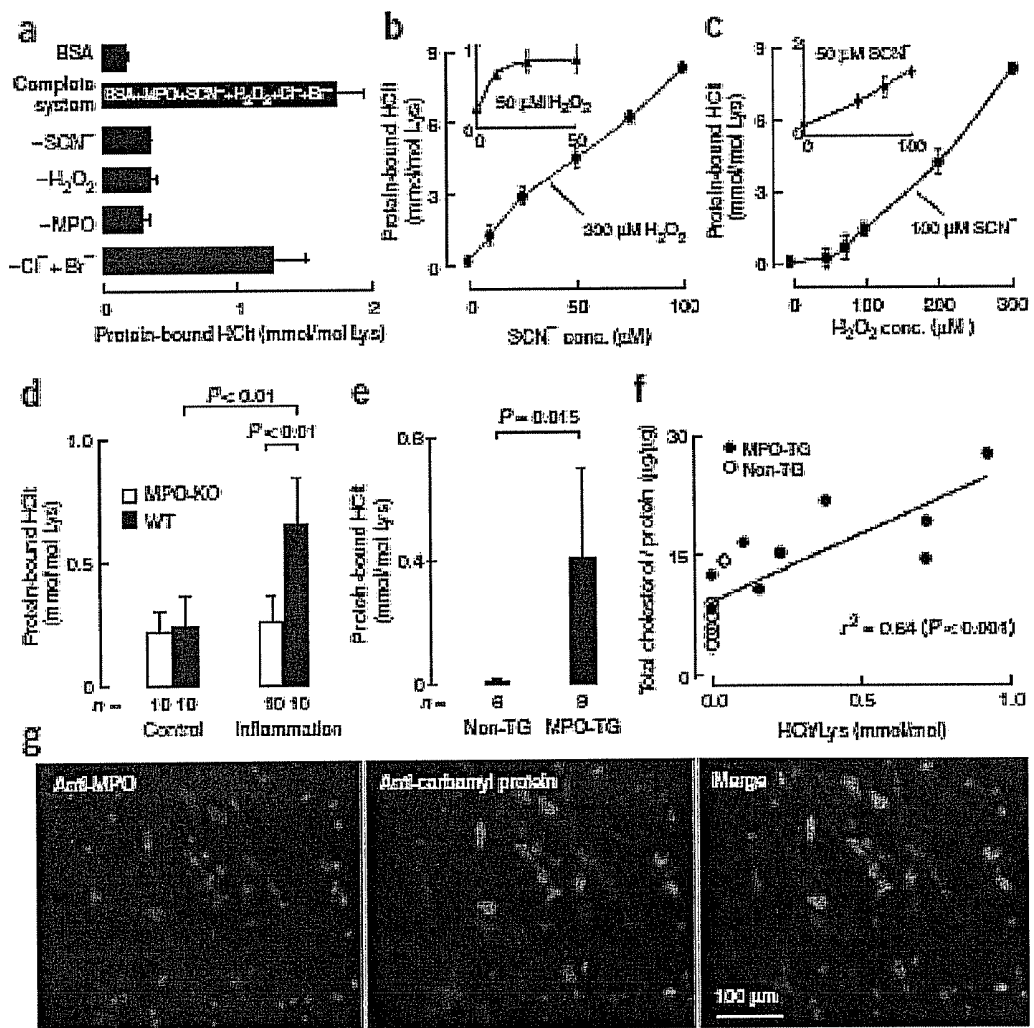 a
BSA
Complete system
BSA+MPO+SCN⁻+H₂O₂+Cl⁻+Br⁻
−SCN⁻
−H₂O₂
−MPO
−Cl⁻+Br⁻
0 1 2
Protein-bound HCit (mmol/mol Lys)
b
Protein-bound HCit
(mmol/mol Lys)
9
6
3
0
1
0
50 µM H₂O₂
0 50
300 µM H₂O₂
0 50 100
SCN⁻ conc. (µM)
c
Protein-bound HCit
(mmol/mol Lys)
9
6
3
0
50 µM SCN⁻
0 100
100 µM SCN⁻
0 100 200 300
H₂O₂ conc. (µM)
d
P < 0.01
P < 0.01
Protein-bound HCit
(mmol/mol Lys)
1.0
0.5
0
MPO-KO
WT
n = 10 10 10 10
Control Inflammation
e
P = 0.015
Protein-bound HCit
(mmol/mol Lys)
0.8
0.4
0
n =
Non-TG MPO-TG
f
Total cholesterol / protein (µg/µg)
30
15
0
MPO-TG
Non-TG
r² = 0.64 (P < 0.001)
0.0 0.5 1.0
HCit/Lys (mmol/mol)
g
Anti-MPO
Anti-carbamyl protein
Merge
100 µm